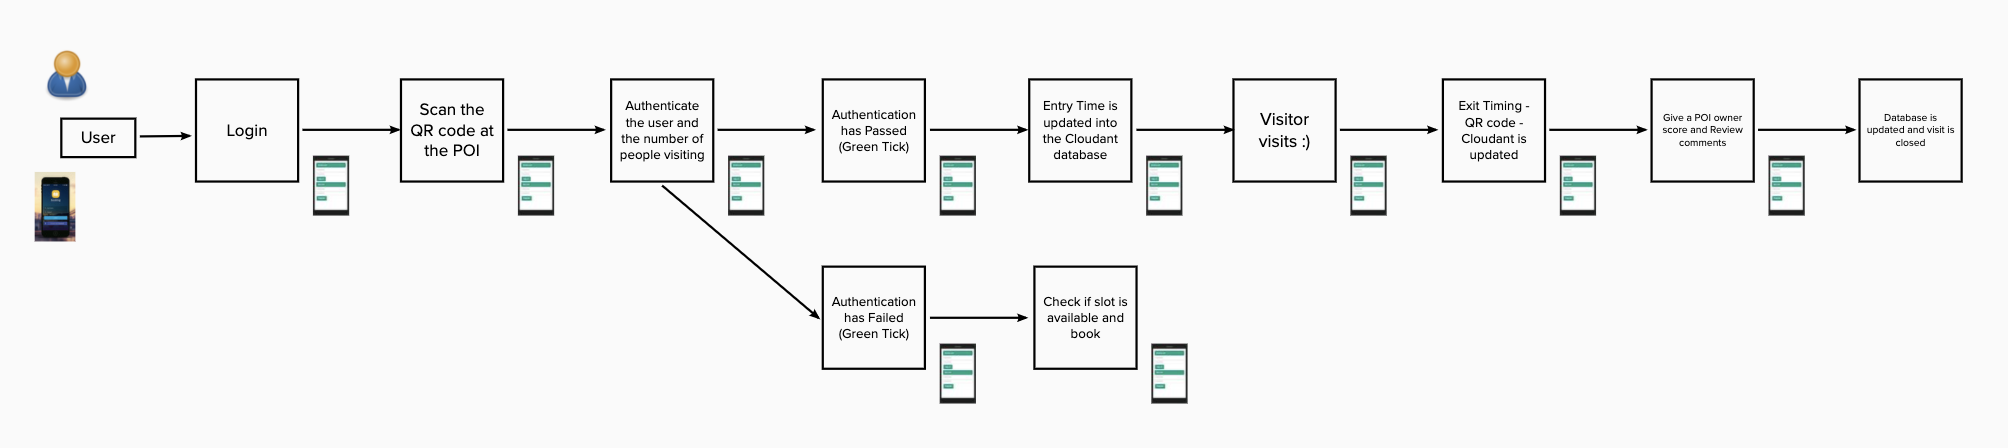 User
Login
Scan the
QR code at
the POI
Authenticate
the user and
the number of
people visiting
Authentication
has Passed
(Green Tick)
Entry Time is
updated into
the Cloudant
database
Visitor
visits :)
Exit Timing -
QR code -
Cloudant is
updated
Give a POI owner
score and Review
comments
Database is
updated and visit is
closed
Authentication
has Failed
(Green Tick)
Check if slot is
available and
book